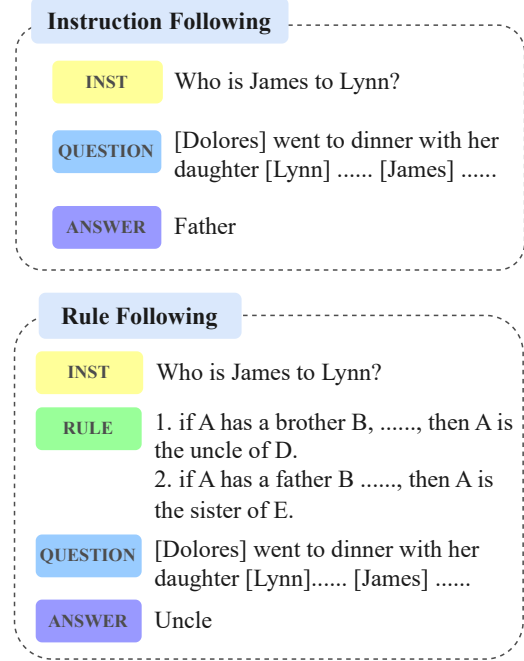 Instruction Following
INST
Who is James to Lynn?
QUESTION
[Dolores] went to dinner with her
daughter [Lynn] ...... [James] ......
ANSWER
Father
Rule Following
INST
Who is James to Lynn?
RULE
1. if A has a brother B, ......, then A is
the uncle of D.
2. if A has a father B ......, then A is
the sister of E.
QUESTION
[Dolores] went to dinner with her
daughter [Lynn]...... [James] ......
ANSWER
Uncle